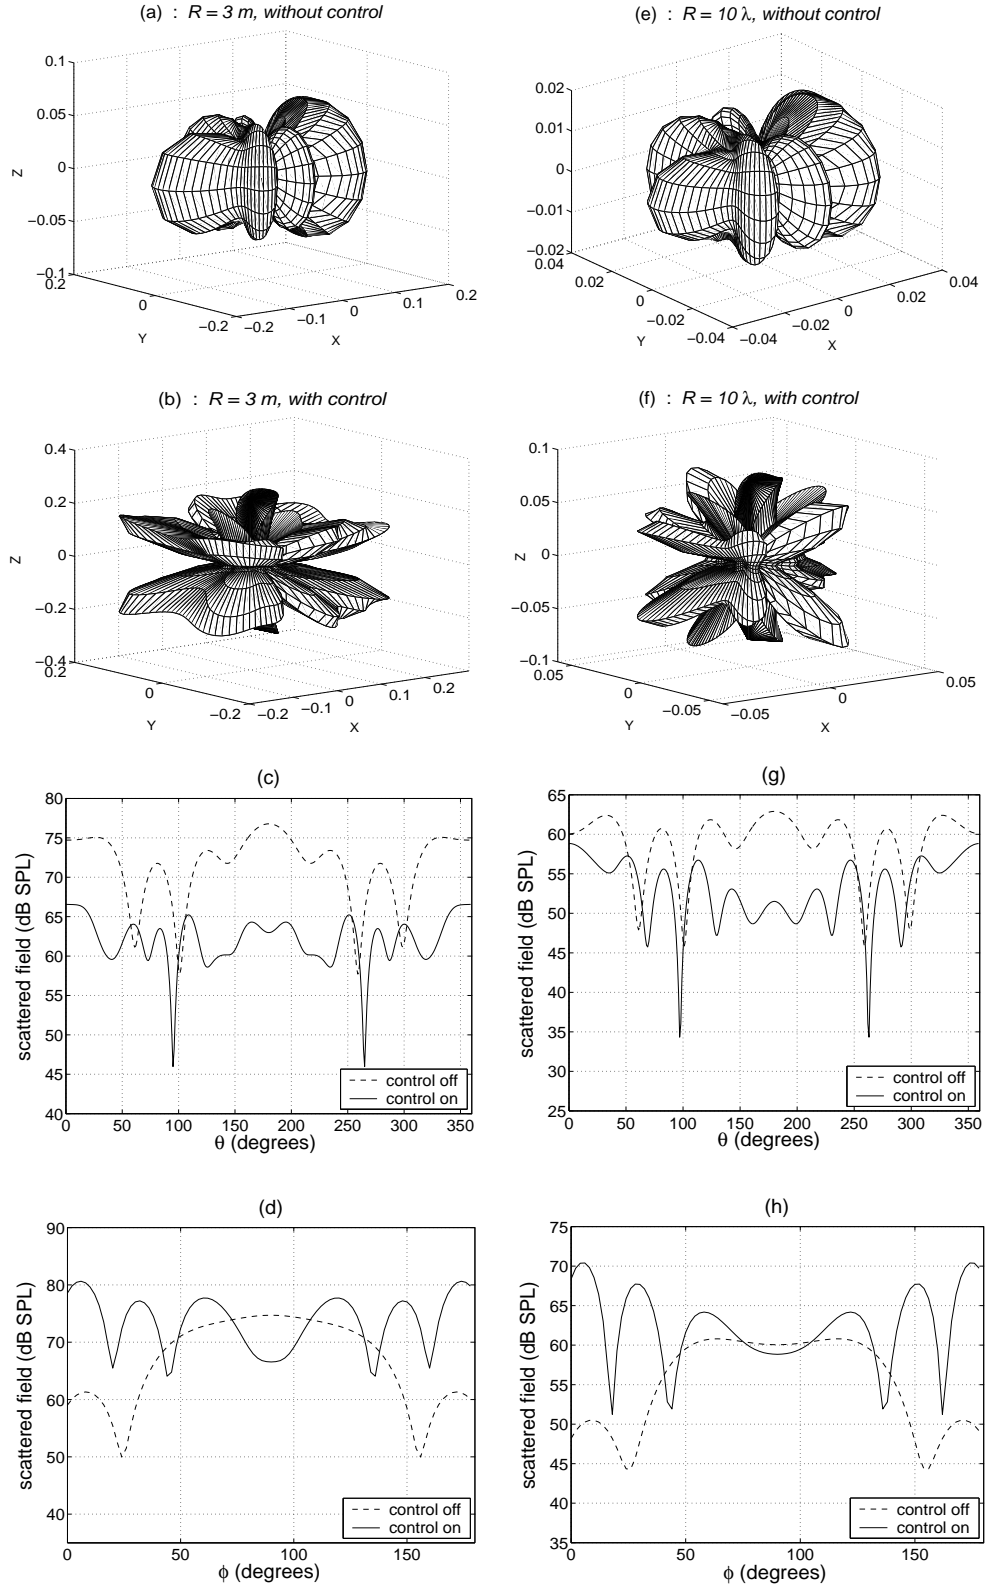 (a) : R = 3 m, without control
0.1
0.05
0
−0.05
−0.1
0.2
0
−0.2
−0.2
−0.1
0
0.1
0.2
Z
Y
X
(e) : R = 10 λ, without control
0.02
0.01
0
−0.01
−0.02
0.04
0.02
0
−0.02
−0.04
−0.04
−0.02
0
0.02
0.04
Z
Y
X
(b) : R = 3 m, with control
0.4
0.2
0
−0.2
−0.4
0.2
0
−0.2
−0.2
−0.1
0
0.1
0.2
Z
Y
X
(f) : R = 10 λ, with control
0.1
0.05
0
−0.05
−0.1
0.05
0
−0.05
−0.05
0
0.05
Z
Y
X
(c)
80
75
70
65
60
55
50
45
40
0 50 100 150 200 250 300 350
scattered field (dB SPL)
θ (degrees)
control off
control on
(g)
65
60
55
50
45
40
35
30
25
0 50 100 150 200 250 300 350
scattered field (dB SPL)
θ (degrees)
control off
control on
(d)
90
80
70
60
50
40
0 50 100 150
scattered field (dB SPL)
ϕ (degrees)
control off
control on
(h)
75
70
65
60
55
50
45
40
35
0 50 100 150
scattered field (dB SPL)
ϕ (degrees)
control off
control on